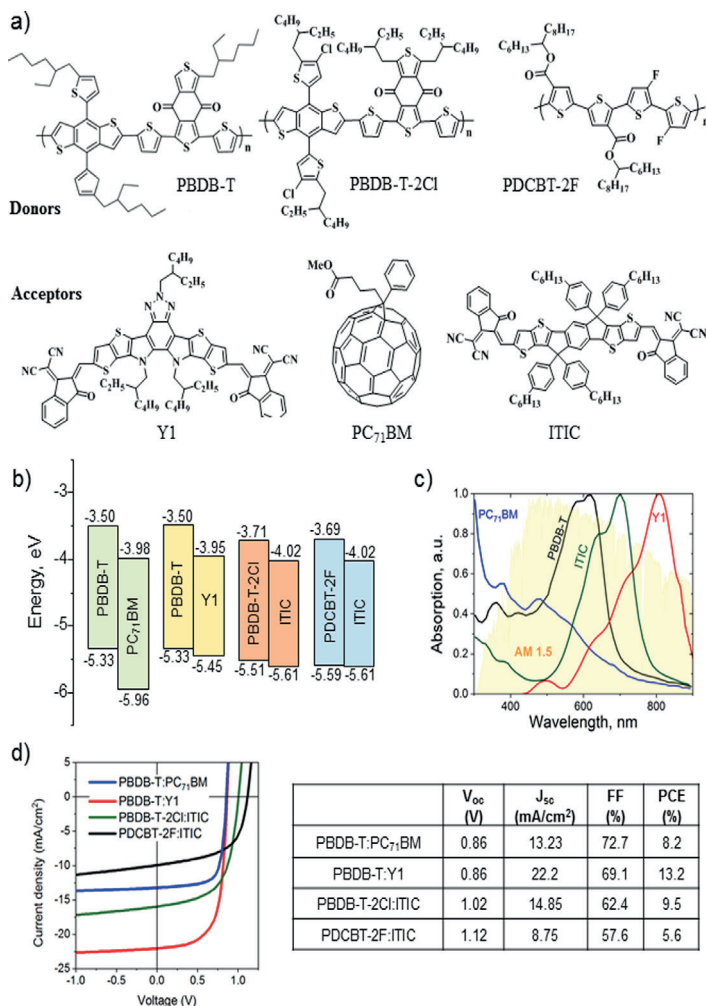 a)
C₄H₉
C₂H₅
Cl
C₄H₉
C₂H₅
C₂H₅
C₄H₉
S
O
O
S
n
PBDB-T
Cl
C₂H₅
C₄H₉
n
PBDB-T-2Cl
C₆H₁₃
C₈H₁₇
O
O
F
F
S
n
O
O
C₆H₁₃
C₈H₁₇
PDCBT-2F
Donors
Acceptors
C₄H₉
C₂H₅
N
N
N
S
S
S
S
NC
CN
O
N
N
C₂H₅
C₄H₉
C₄H₉
C₂H₅
O
NC
CN
Y1
MeO
O
PC₇₁BM
C₆H₁₃
C₆H₁₃
O
NC
CN
S
S
S
S
NC
CN
O
C₆H₁₃
C₆H₁₃
ITIC
b)
Energy, eV
-3
-4
-5
-6
-3.50
-3.98
PBDB-T
PC₇₁BM
-5.33
-5.96
-3.50
-3.95
PBDB-T
Y1
-5.33
-5.45
-3.71
-4.02
PBDB-T-2Cl
ITIC
-5.51
-5.61
-3.69
-4.02
PDCBT-2F
ITIC
-5.59
-5.61
c)
Absorption, a.u.
1.0
0.8
0.6
0.4
0.2
0.0
PC₇₁BM
PBDB-T
ITIC
Y1
AM 1.5
400 600 800
Wavelength, nm
d)
Current density (mA/cm²)
5
0
-5
-10
-15
-20
-25
PBDB-T:PC₇₁BM
PBDB-T:Y1
PBDB-T-2Cl:ITIC
PDCBT-2F:ITIC
-1.0 -0.5 0.0 0.5 1.0
Voltage (V)
Voc (V) Jsc (mA/cm²) FF (%) PCE (%)
PBDB-T:PC₇₁BM 0.86 13.23 72.7 8.2
PBDB-T:Y1 0.86 22.2 69.1 13.2
PBDB-T-2Cl:ITIC 1.02 14.85 62.4 9.5
PDCBT-2F:ITIC 1.12 8.75 57.6 5.6